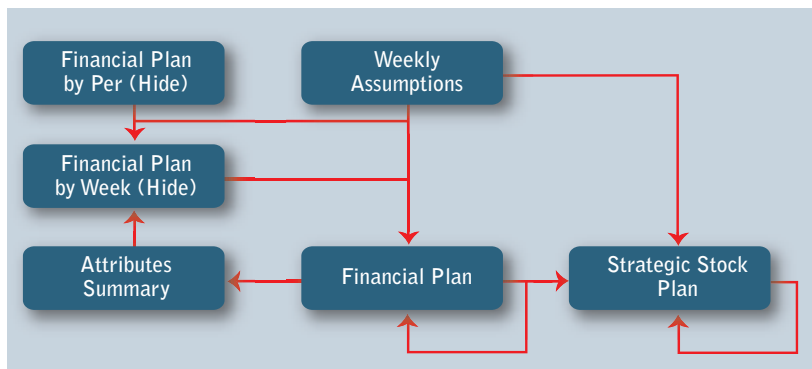 Financial Plan
by Per (Hide)
Weekly
Assumptions
Financial Plan
by Week (Hide)
Attributes
Summary
Financial Plan
Strategic Stock
Plan